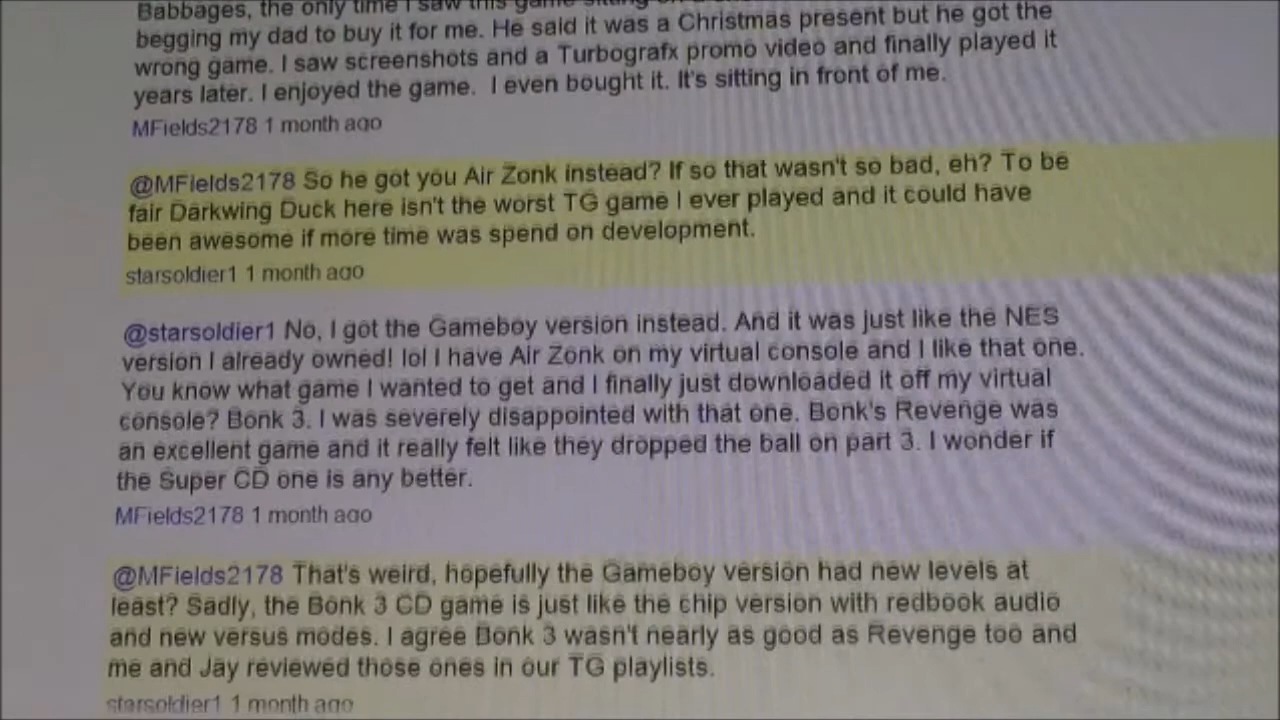 Babbages, the only time I saw this game sitting on a
begging my dad to buy it for me. He said it was a Christmas present but he got the
wrong game. I saw screenshots and a Turbografx promo video and finally played it
years later. I enjoyed the game. I even bought it. It's sitting in front of me.
MFields2178 1 month ago
@MFields2178 So he got you Air Zonk instead? If so that wasn't so bad, eh? To be
fair Darkwing Duck here isn't the worst TG game I ever played and it could have
been awesome if more time was spend on development.
starsoldier1 1 month ago
@starsoldier1 No, I got the Gameboy version instead. And it was just like the NES
version I already owned! lol I have Air Zonk on my virtual console and I like that one.
You know what game I wanted to get and I finally just downloaded it off my virtual
console? Bonk 3. I was severely disappointed with that one. Bonk's Revenge was
an excellent game and it really felt like they dropped the ball on part 3. I wonder if
the Super CD one is any better.
MFields2178 1 month ago
@MFields2178 That's weird, hopefully the Gameboy version had new levels at
least? Sadly, the Bonk 3 CD game is just like the chip version with redbook audio
and new versus modes. I agree Bonk 3 wasn't nearly as good as Revenge too and
me and Jay reviewed those ones in our TG playlists.
starsoldier1 1 month ago